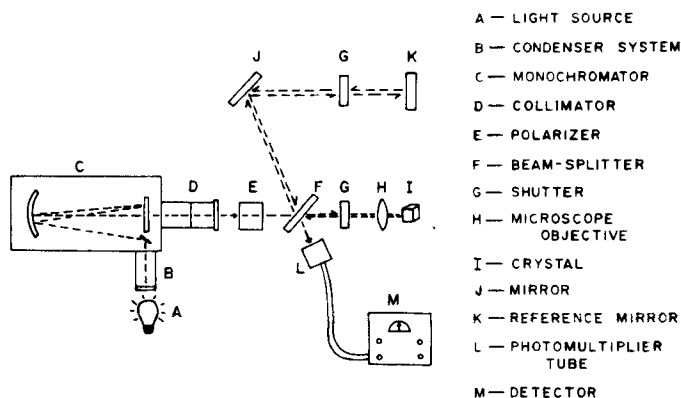 J G K
C
D E F G H I
L
B
A
M
A — LIGHT SOURCE
B — CONDENSER SYSTEM
C — MONOCHROMATOR
D — COLLIMATOR
E — POLARIZER
F — BEAM-SPLITTER
G — SHUTTER
H — MICROSCOPE
OBJECTIVE
I — CRYSTAL
J — MIRROR
K — REFERENCE MIRROR
L — PHOTOMULTIPLIER
TUBE
M — DETECTOR